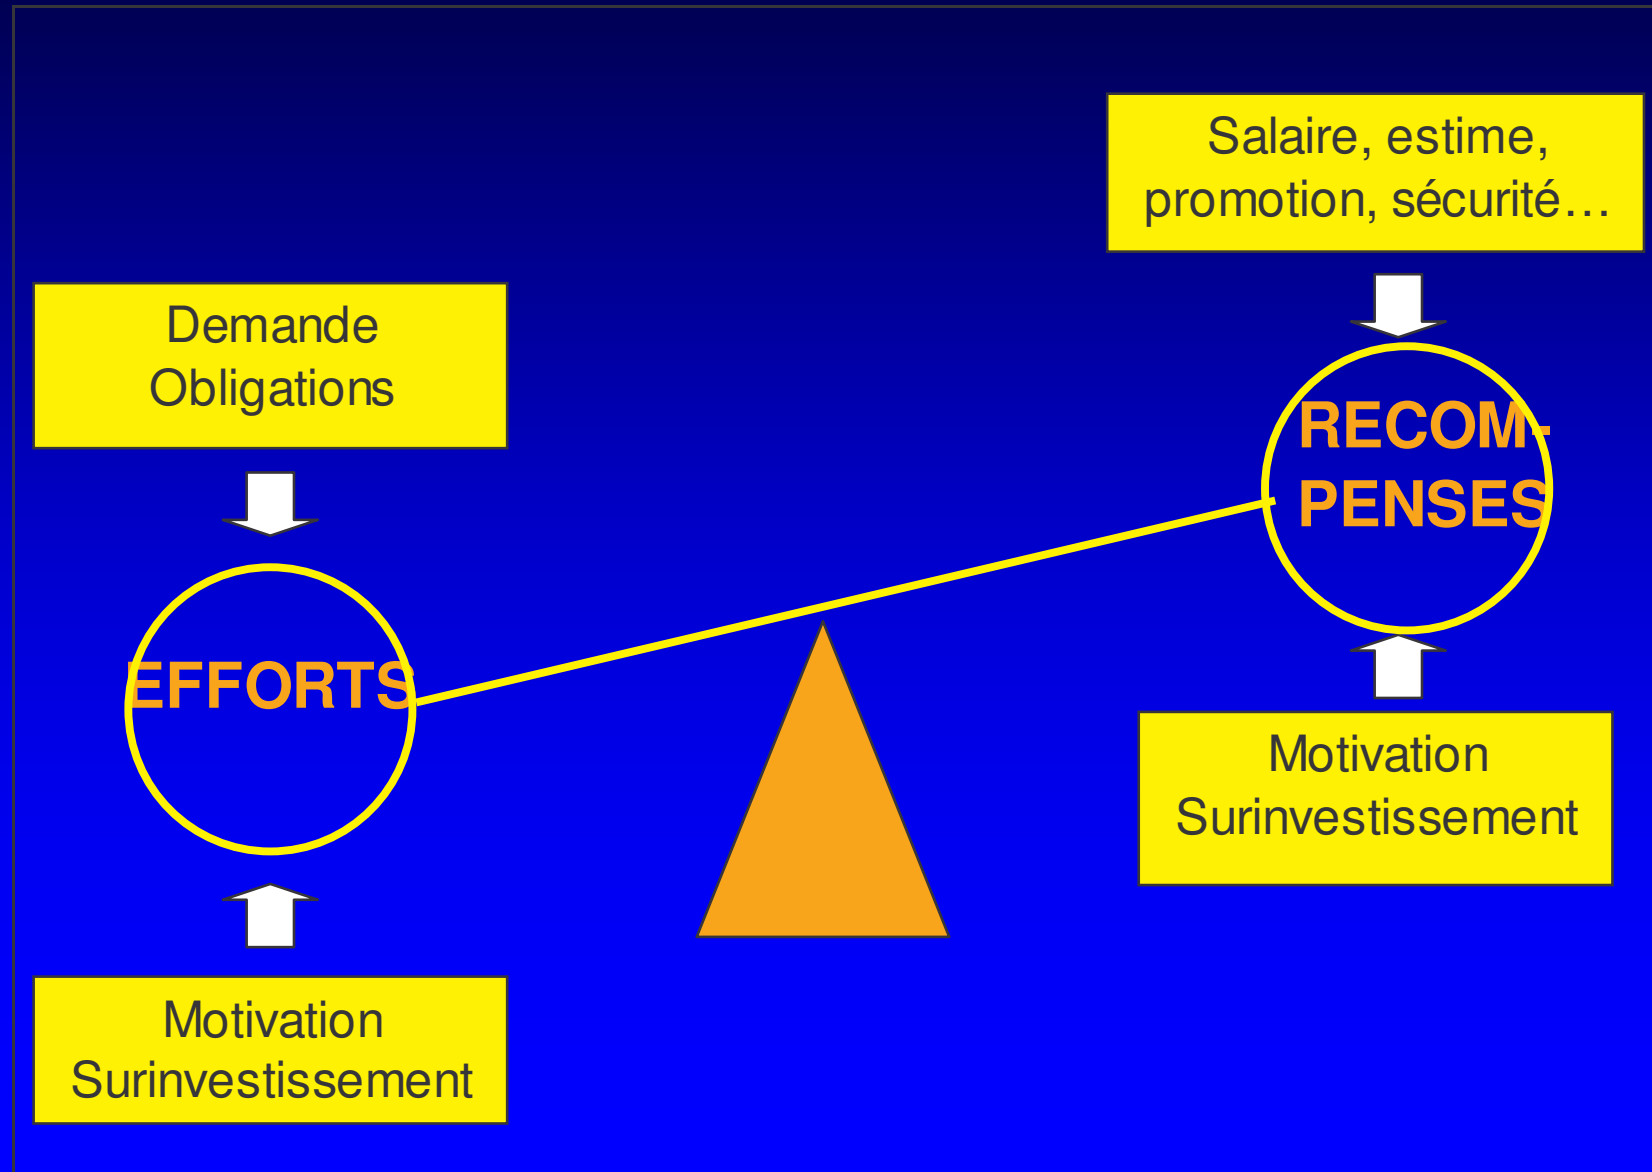 Salaire, estime,
promotion, sécurité…
Demande
Obligations
RECOM-
PENSES
EFFORTS
Motivation
Surinvestissement
Motivation
Surinvestissement